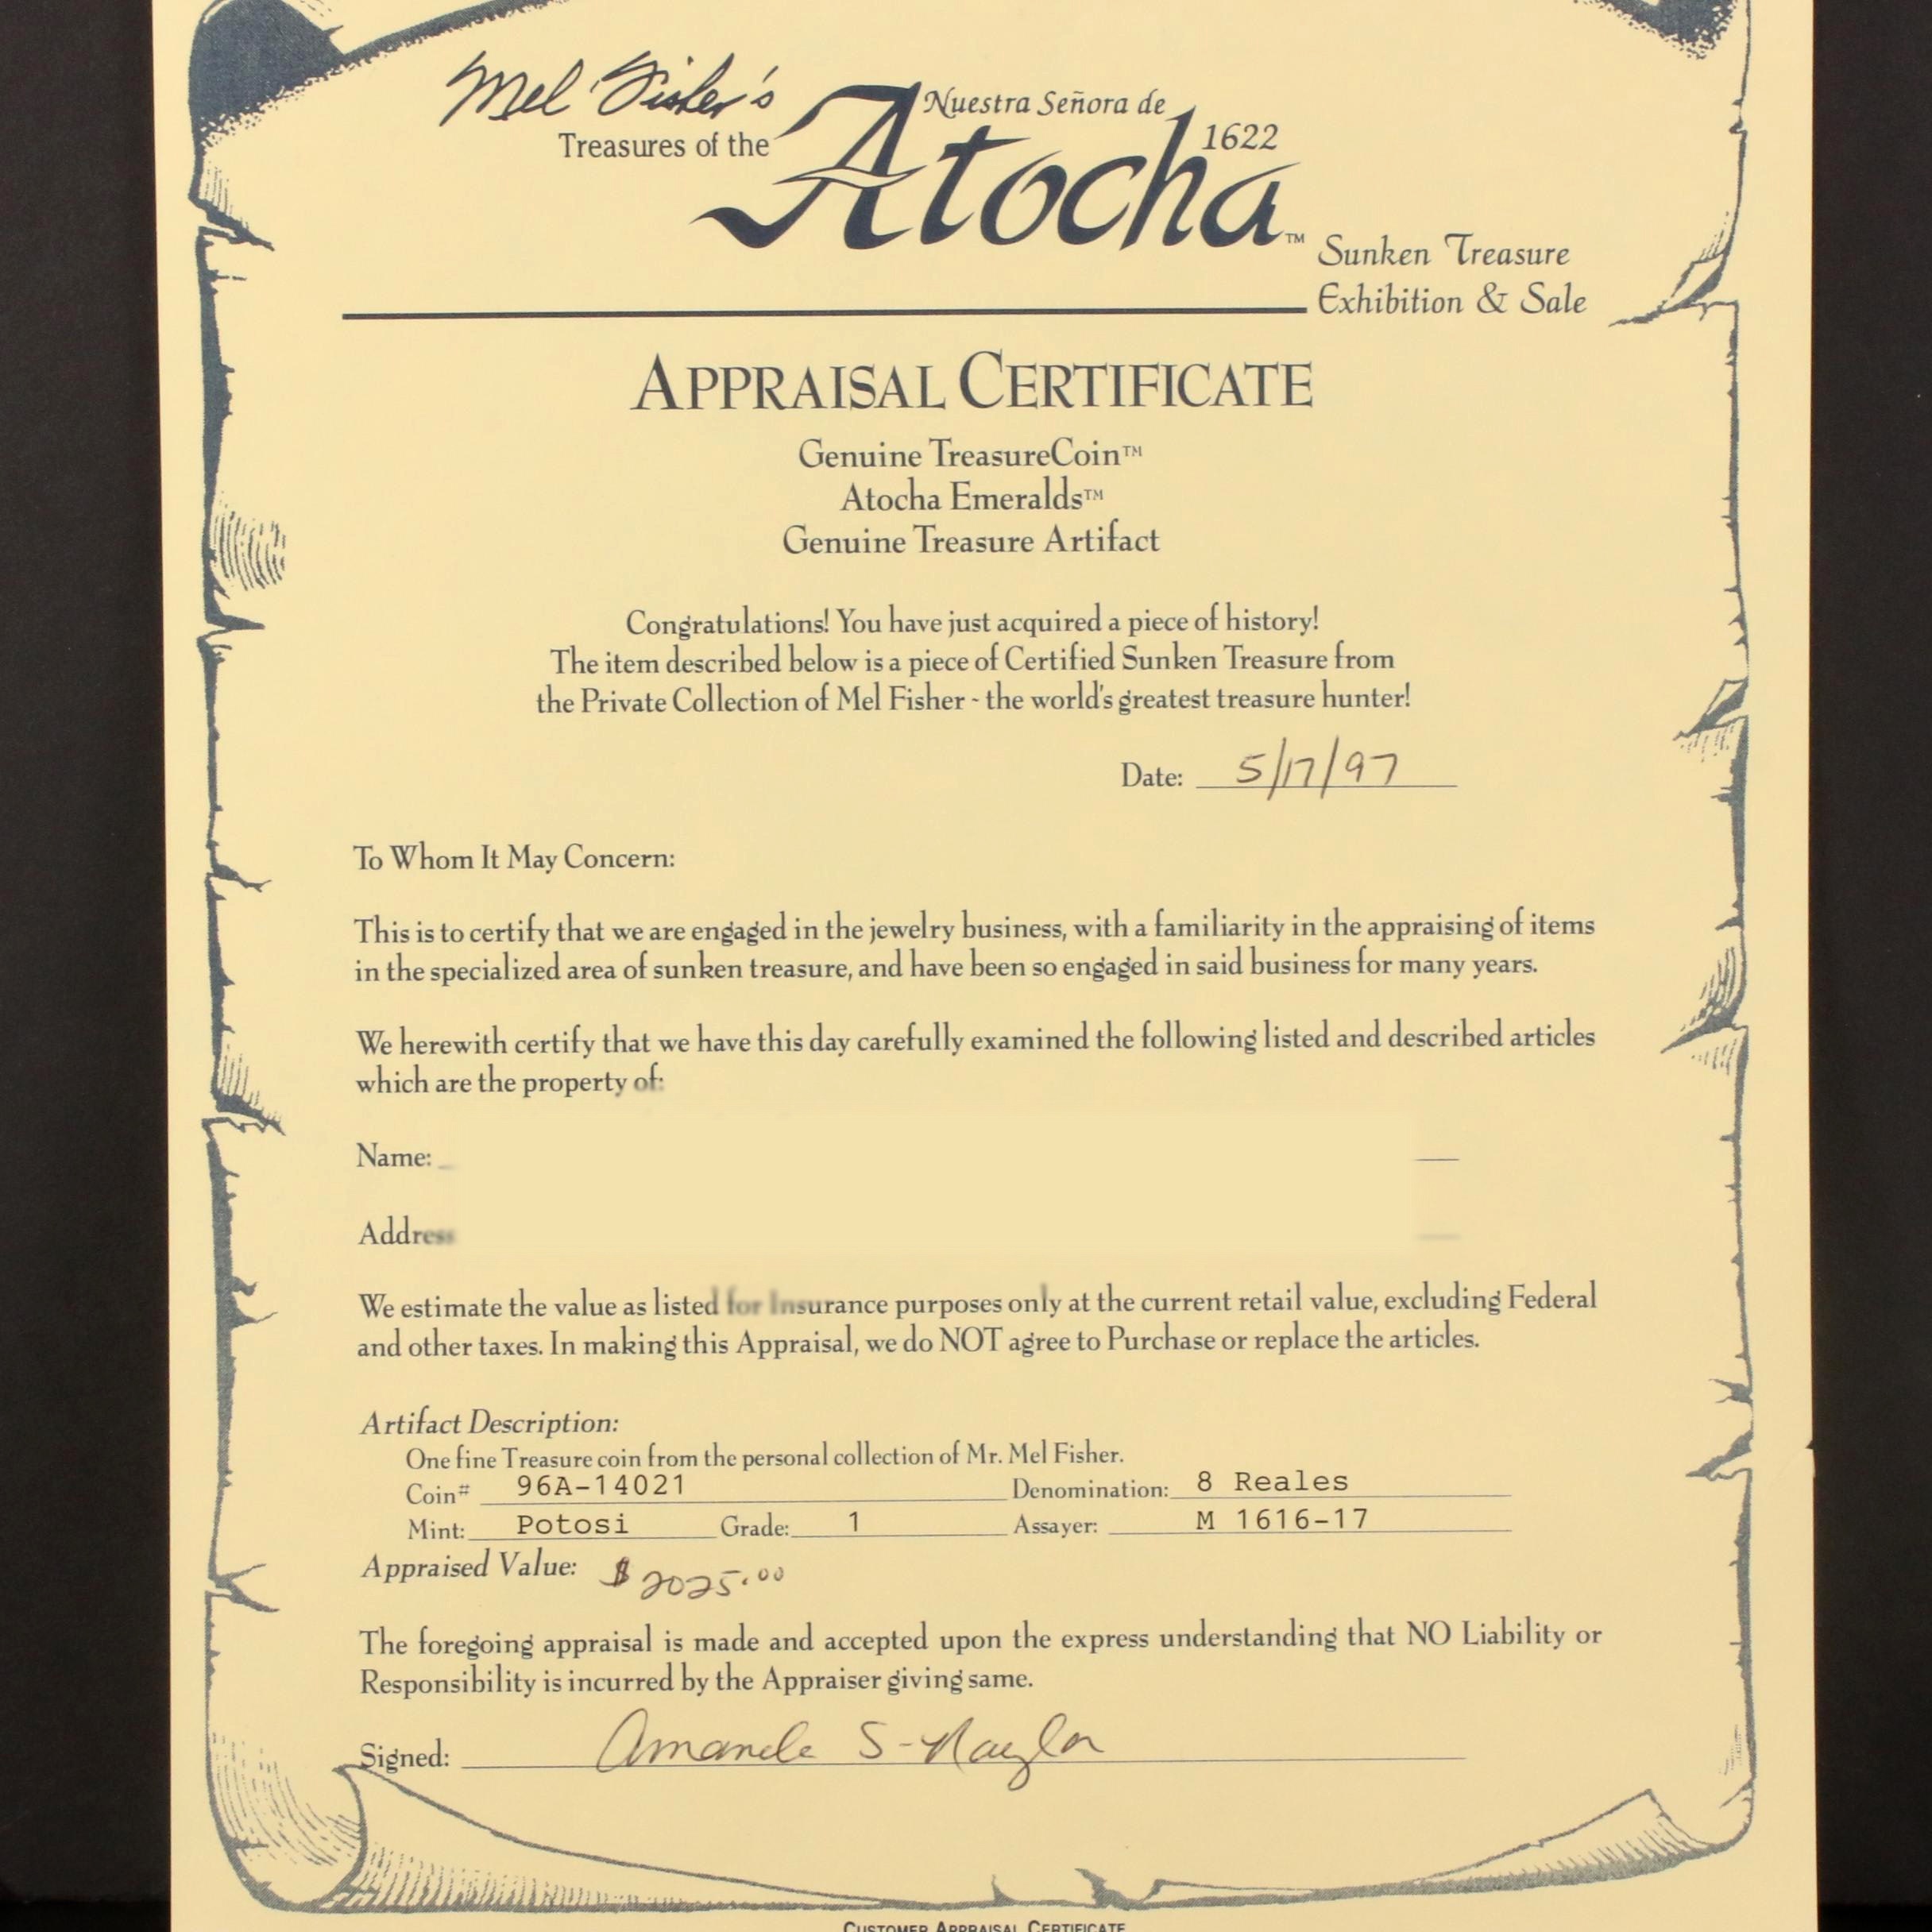 Mel Fisher's
Treasures of the
Nuestra Señora de
Atocha™
1622
Sunken Treasure
Exhibition & Sale
APPRAISAL CERTIFICATE
Genuine TreasureCoin™
Atocha Emeralds™
Genuine Treasure Artifact
Congratulations! You have just acquired a piece of history!
The item described below is a piece of Certified Sunken Treasure from
the Private Collection of Mel Fisher - the world's greatest treasure hunter!
Date: 5/17/97
To Whom It May Concern:
This is to certify that we are engaged in the jewelry business, with a familiarity in the appraising of items
in the specialized area of sunken treasure, and have been so engaged in said business for many years.
We herewith certify that we have this day carefully examined the following listed and described articles
which are the property of:
Name:
Address
We estimate the value as listed for Insurance purposes only at the current retail value, excluding Federal
and other taxes. In making this Appraisal, we do NOT agree to Purchase or replace the articles.
Artifact Description:
One fine Treasure coin from the personal collection of Mr. Mel Fisher.
Coin# 96A-14021 Denomination: 8 Reales
Mint: Potosi Grade: 1 Assayer: M 1616-17
Appraised Value: $2025.00
The foregoing appraisal is made and accepted upon the express understanding that NO Liability or
Responsibility is incurred by the Appraiser giving same.
Signed: Amanda S-Naylor
CUSTOMER APPRAISAL CERTIFICATE